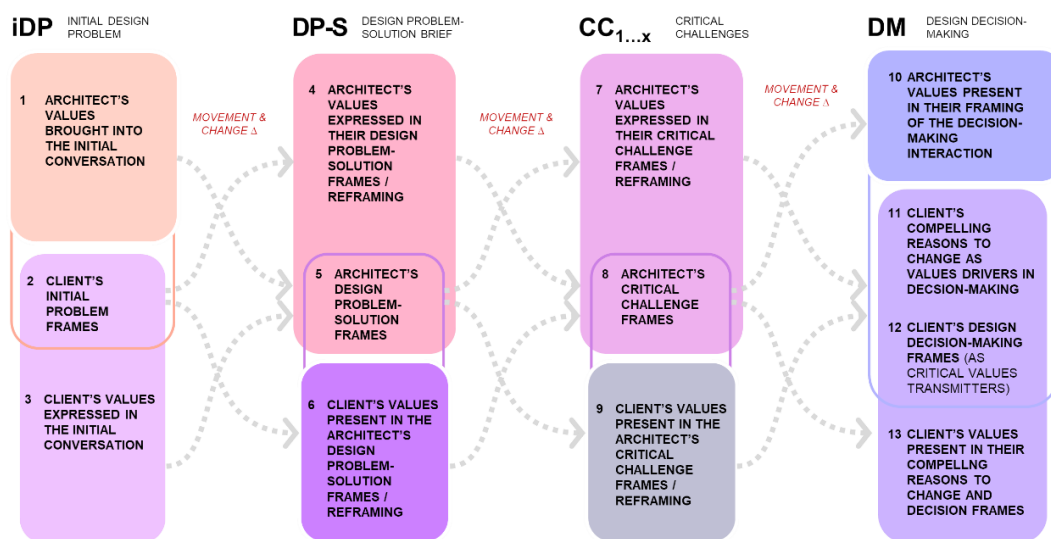 iDP
INITIAL DESIGN
PROBLEM
DP-S
DESIGN PROBLEM-
SOLUTION BRIEF
CC1...x
CRITICAL
CHALLENGES
DM
DESIGN DECISION-
MAKING
1 ARCHITECT'S
VALUES
BROUGHT INTO
THE INITIAL
CONVERSATION
2 CLIENT'S
INITIAL
PROBLEM
FRAMES
3 CLIENT'S VALUES
EXPRESSED IN
THE INITIAL
CONVERSATION
MOVEMENT &
CHANGE Δ
4 ARCHITECT'S
VALUES
EXPRESSED IN
THEIR DESIGN
PROBLEM-
SOLUTION
FRAMES /
REFRAMING
5 ARCHITECT'S
DESIGN
PROBLEM-
SOLUTION
FRAMES
6 CLIENT'S VALUES
PRESENT IN THE
ARCHITECT'S
DESIGN
PROBLEM-
SOLUTION
FRAMES /
REFRAMING
MOVEMENT &
CHANGE Δ
7 ARCHITECT'S
VALUES
EXPRESSED IN
THEIR CRITICAL
CHALLENGE
FRAMES /
REFRAMING
8 ARCHITECT'S
CRITICAL
CHALLENGE
FRAMES
9 CLIENT'S VALUES
PRESENT IN THE
ARCHITECT'S
CRITICAL
CHALLENGE
FRAMES /
REFRAMING
MOVEMENT &
CHANGE Δ
10 ARCHITECT'S
VALUES PRESENT
IN THEIR FRAMING
OF THE DECISION-
MAKING
INTERACTION
11 CLIENT'S
COMPELLING
REASONS TO
CHANGE AS
VALUES DRIVERS IN
DECSION-MAKING
12 CLIENT'S DESIGN
DECISION-MAKING
FRAMES (AS
CRITICAL VALUES
TRANSMITTERS)
13 CLIENT'S VALUES
PRESENT IN THEIR
COMPELLNG
REASONS TO
CHANGE AND
DECISION FRAMES